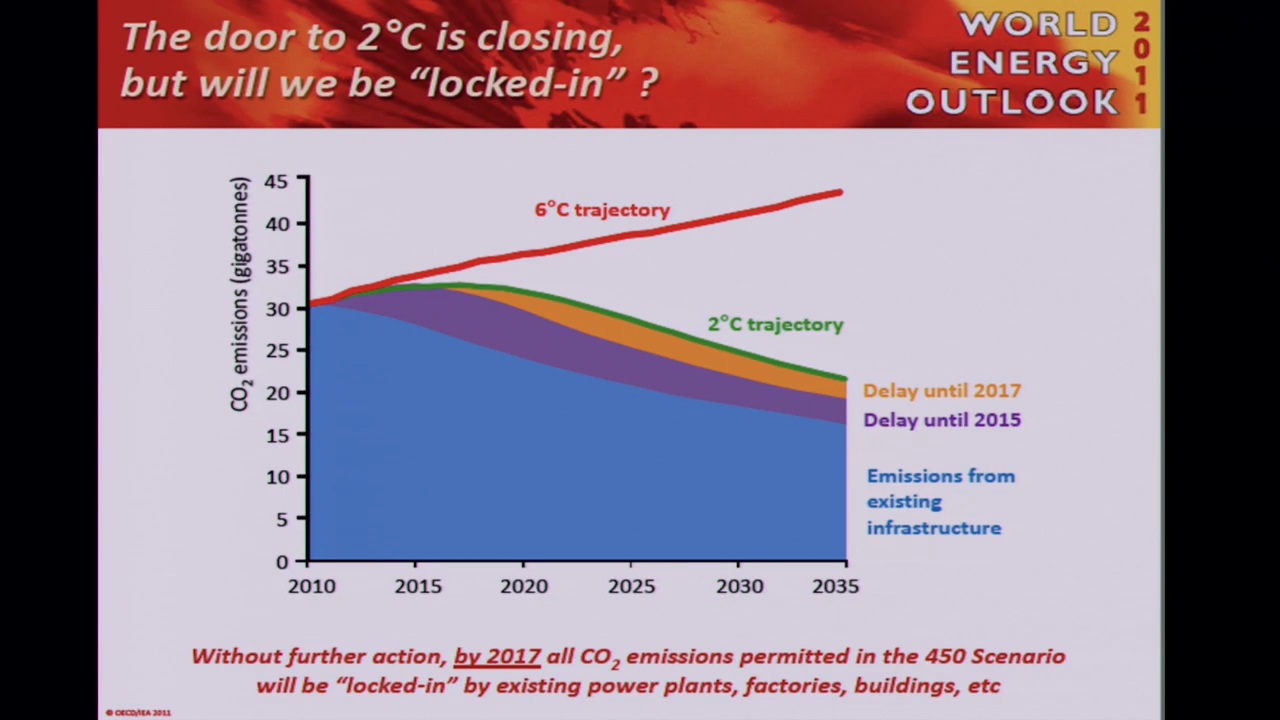 The door to 2°C is closing,
but will we be “locked-in” ?
WORLD
ENERGY
OUTLOOK
2011
CO2 emissions (gigatonnes)
45
40
35
30
25
20
15
10
5
0
2010 2015 2020 2025 2030 2035
6°C trajectory
2°C trajectory
Delay until 2017
Delay until 2015
Emissions from
existing
infrastructure
Without further action, by 2017 all CO2 emissions permitted in the 450 Scenario
will be “locked-in” by existing power plants, factories, buildings, etc
© OECD/IEA 2011